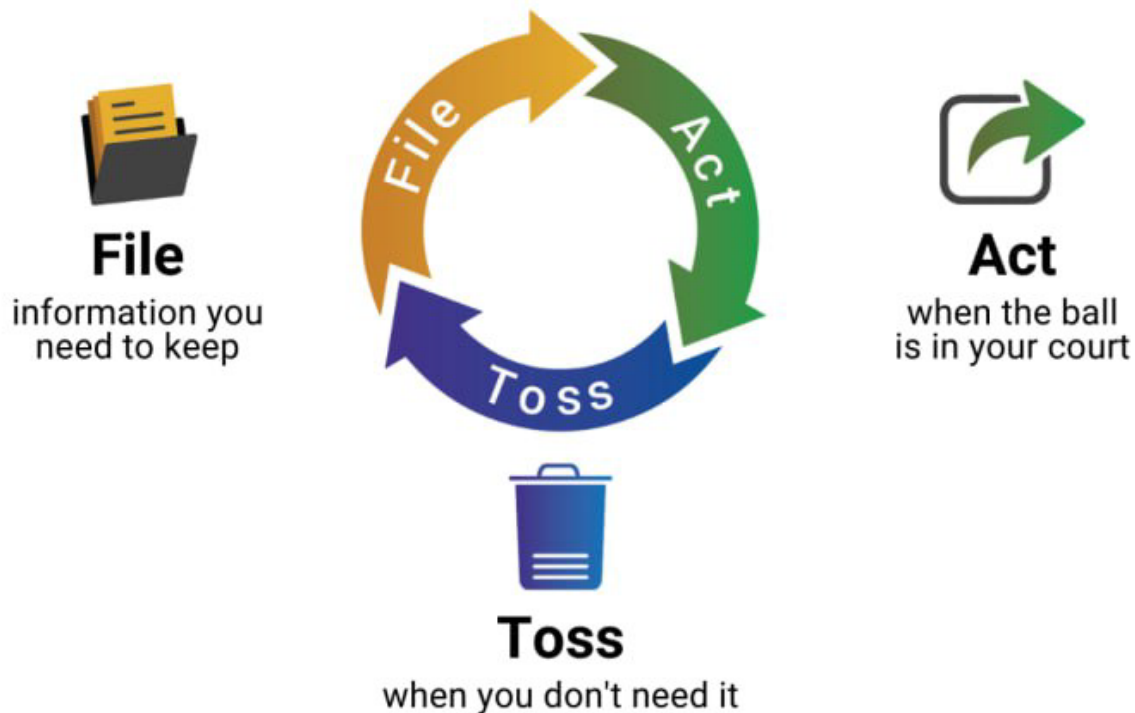 File
Act
Toss
File
information you
need to keep
Act
when the ball
is in your court
Toss
when you don't need it